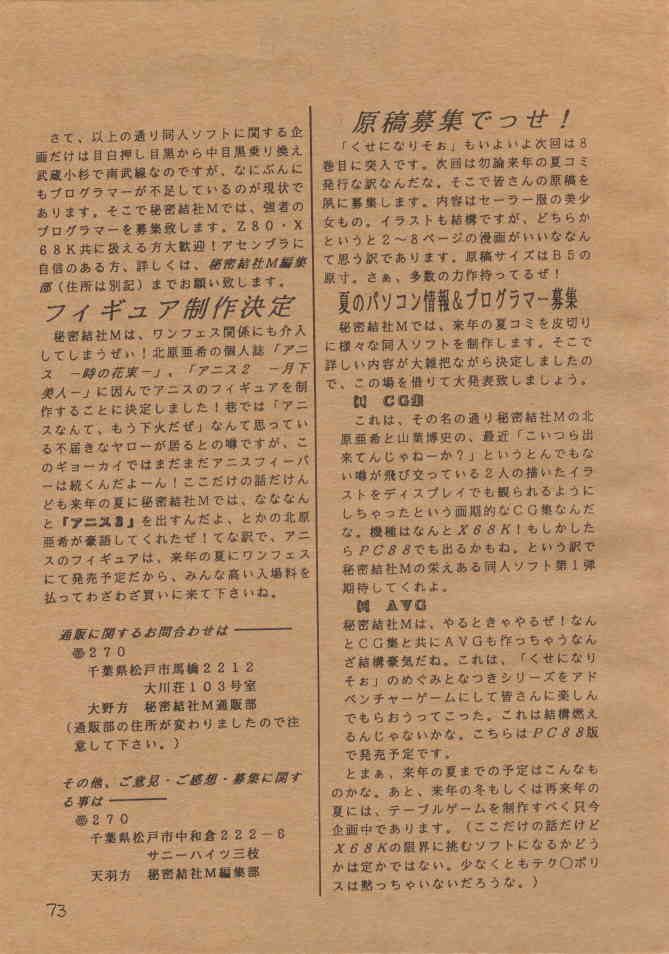 原稿募集でっせ！
「くせになりそぉ」もいよいよ次回は８
巻目に突入です。次回は勿論来年の夏コミ
発行な訳なんだな。そこで皆さんの原稿を
夙に募集します。内容はセーラー服の美少
女もの。イラストも結構ですが、どちらか
というと２～８ページの漫画がいいななん
て思う訳であります。原稿サイズはＢ５の
原寸。さぁ、多数の力作待ってるぜ！
夏のパソコン情報＆プログラマー募集
秘密結社Ｍでは、来年の夏コミを皮切り
に様々な同人ソフトを制作します。そこで
詳しい内容が大雑把ながら決定しましたの
で、この場を借りて大発表致しましょう。
ＣＧ集
これは、その名の通り秘密結社Ｍの北
原亜希と山葉博史の、最近「こいつら出
来てんじゃねーか？」というとんでもな
い噂が飛び交っている２人の描いたイラ
ストをディスプレイでも観られるように
しちゃったという画期的なＣＧ集なんだ
な。機種はなんとＸ６８Ｋ！もしかした
らＰＣ８８でも出るかもね。という訳で
秘密結社Ｍの栄えある同人ソフト第１弾
期待してくれよ。
ＡＶＧ
秘密結社Ｍは、やるときゃやるぜ！なん
とＣＧ集と共にＡＶＧも作っちゃうなん
ざ結構豪気だね。これは、「くせになり
そぉ」のめぐみとなつきシリーズをアド
ベンチャーゲームにして皆さんに楽しん
でもらおうってこった。これは結構燃え
るんじゃないかな。こちらはＰＣ８８版
で発売予定です。
とまぁ、来年の夏までの予定はこんなも
のかな。あと、来年の冬もしくは再来年の
夏には、テーブルゲームを制作すべく只今
企画中であります。（ここだけの話だけど
Ｘ６８Ｋの限界に挑むソフトになるかどう
かは定かではない。少なくともテク〇ポリ
スは黙っちゃいないだろうな。）
さて、以上の通り同人ソフトに関する企
画だけは目白押し目黒から中目黒乗り換え
武蔵小杉で南武線なのですが、なにぶんに
もプログラマーが不足しているのが現状で
あります。そこで秘密結社Ｍでは、強者の
プログラマーを募集致します。Ｚ８０・Ｘ
６８Ｋ共に扱える方大歓迎！アセンブラに
自信のある方、詳しくは、秘密結社Ｍ編集
部（住所は別記）までお願い致します。
フィギュア制作決定
秘密結社Ｍは、ワンフェス関係にも介入
してしまうぜぃ！北原亜希の個人誌「アニ
ス －時の花束－」。「アニス２ －月下
美人－」に因んでアニスのフィギュアを制
作することに決定しました！巷では「アニ
スなんて、もう下火だぜ」なんて思ってい
る不届きなヤローが居るとの噂ですが、こ
のギョーカイではまだまだアニスフィーバ
ーは続くんだよーん！ここだけの話だけん
ども来年の夏に秘密結社Ｍでは、なななん
と「アニス３」を出すんだよ、とかの北原
亜希が豪語してくれたぜ！てな訳で、アニ
スのフィギュアは、来年の夏にワンフェス
にて発売予定だから、みんな高い入場料を
払ってわざわざ買いに来て下さいね。
通販に関するお問合わせは────
〠２７０
千葉県松戸市馬橋２２１２
大川荘１０３号室
大野方 秘密結社Ｍ通販部
（通販部の住所が変わりましたので注
意して下さい。）
その他、ご意見・ご感想・募集に関す
る事は────
〠２７０
千葉県松戸市中和倉２２２－６
サニーハイツ三枝
天羽方 秘密結社Ｍ編集部
73